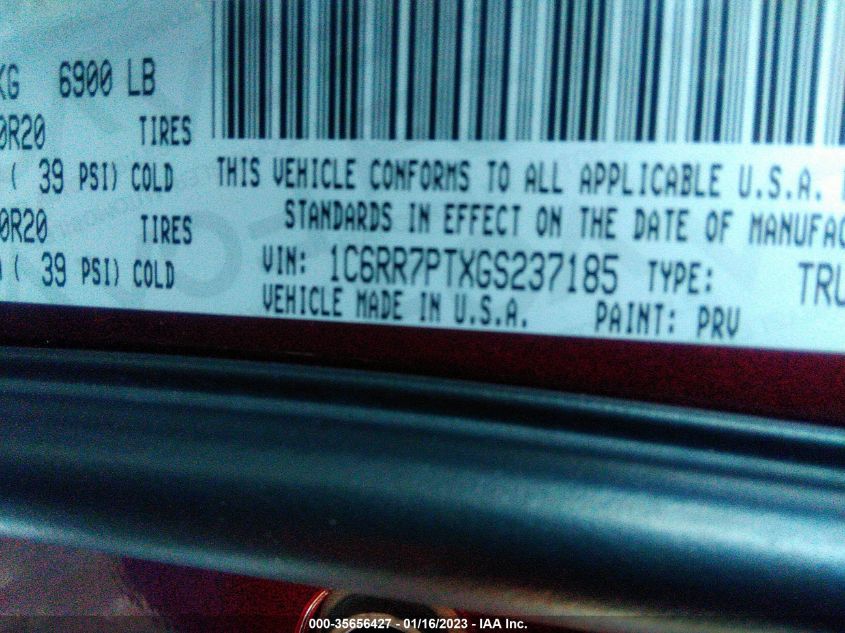 KG 6900 LB
0R20 TIRES
( 39 PSI) COLD
0R20 TIRES
( 39 PSI) COLD
THIS VEHICLE CONFORMS TO ALL APPLICABLE U.S.A.
STANDARDS IN EFFECT ON THE DATE OF MANUFAC
VIN: 1C6RR7PTXGS237185 TYPE: TRU
VEHICLE MADE IN U.S.A. PAINT: PRV
000-35656427 - 01/16/2023 - IAA Inc.